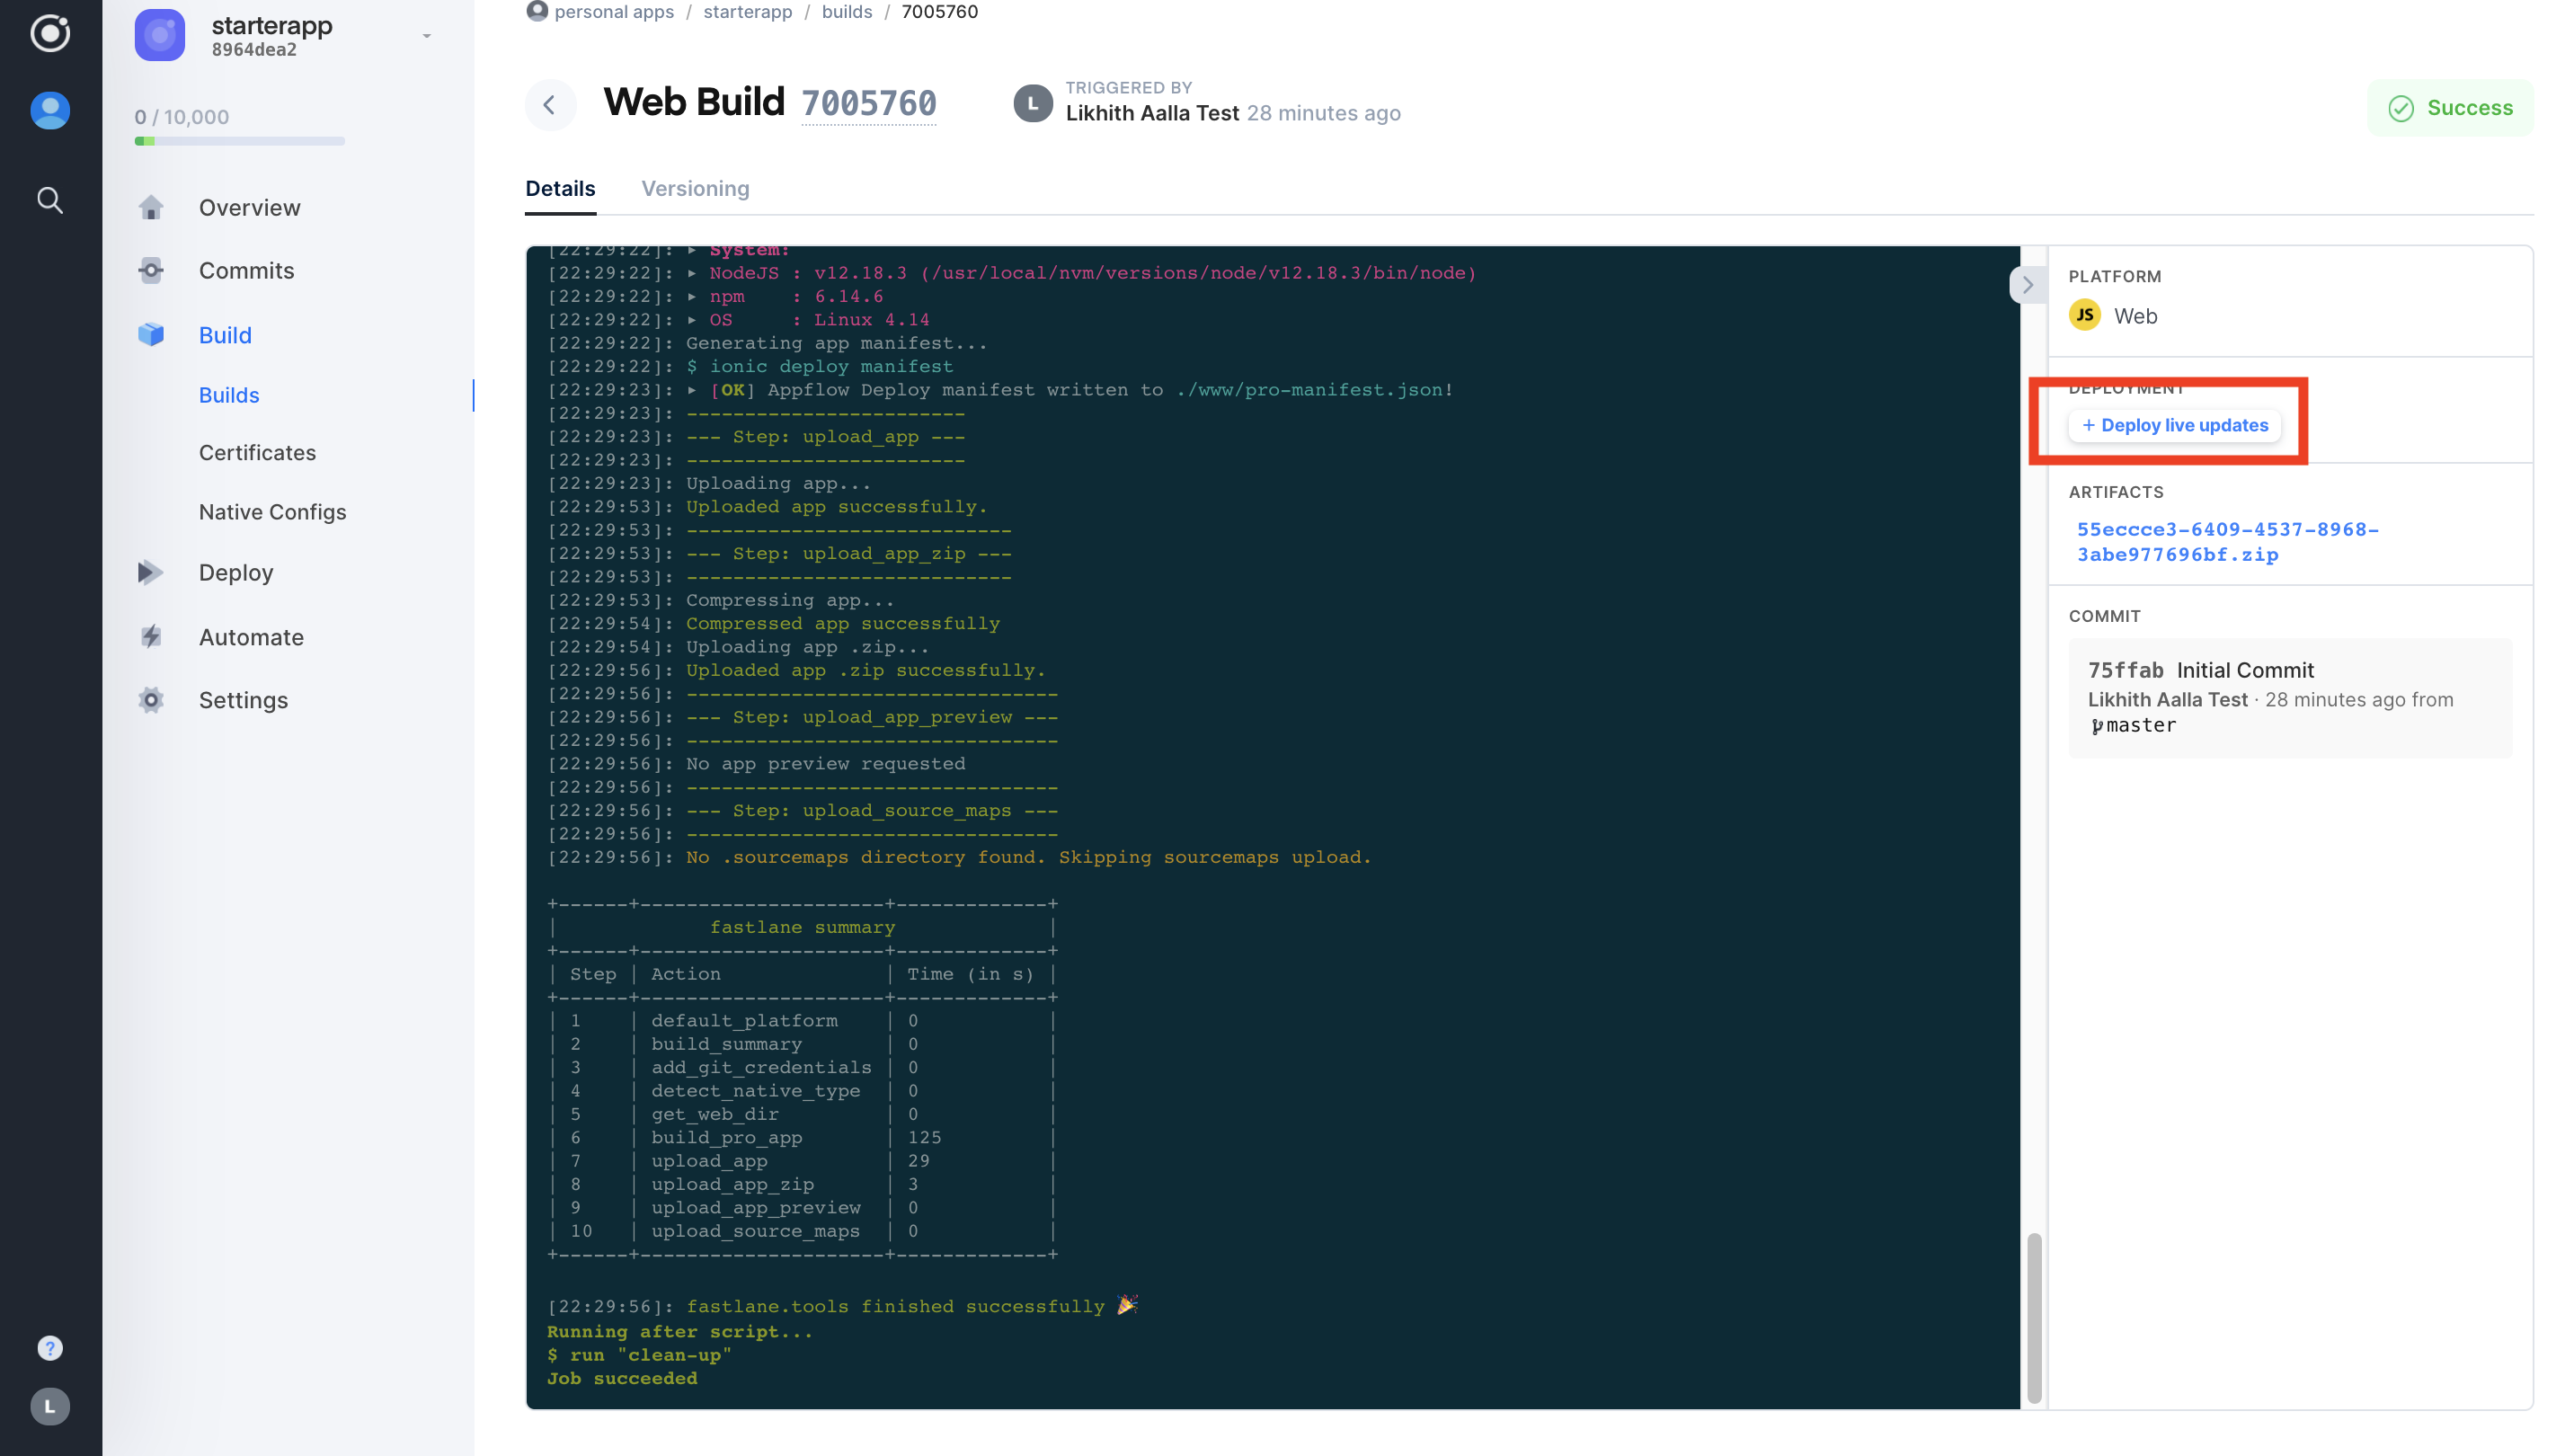 starterapp
8964dea2
0 / 10,000
Overview
Commits
Build
Builds
Certificates
Native Configs
Deploy
Automate
Settings
?
L
personal apps / starterapp / builds / 7005760
Web Build 7005760
L
TRIGGERED BY
Likhith Aalla Test 28 minutes ago
Success
Details Versioning
[22:29:22]: ▸ System:
[22:29:22]: ▸ NodeJS : v12.18.3 (/usr/local/nvm/versions/node/v12.18.3/bin/node)
[22:29:22]: ▸ npm    : 6.14.6
[22:29:22]: ▸ OS     : Linux 4.14
[22:29:22]: Generating app manifest...
[22:29:22]: $ ionic deploy manifest
[22:29:23]: ▸ [OK] Appflow Deploy manifest written to ./www/pro-manifest.json!
[22:29:23]: ------------------------
[22:29:23]: --- Step: upload_app ---
[22:29:23]: ------------------------
[22:29:23]: Uploading app...
[22:29:53]: Uploaded app successfully.
[22:29:53]: ----------------------------
[22:29:53]: --- Step: upload_app_zip ---
[22:29:53]: ----------------------------
[22:29:53]: Compressing app...
[22:29:54]: Compressed app successfully
[22:29:54]: Uploading app .zip...
[22:29:56]: Uploaded app .zip successfully.
[22:29:56]: --------------------------------
[22:29:56]: --- Step: upload_app_preview ---
[22:29:56]: --------------------------------
[22:29:56]: No app preview requested
[22:29:56]: --------------------------------
[22:29:56]: --- Step: upload_source_maps ---
[22:29:56]: --------------------------------
[22:29:56]: No .sourcemaps directory found. Skipping sourcemaps upload.
+------+---------------------+-------------+
|             fastlane summary             |
+------+---------------------+-------------+
| Step | Action              | Time (in s) |
+------+---------------------+-------------+
| 1    | default_platform    | 0           |
| 2    | build_summary       | 0           |
| 3    | add_git_credentials | 0           |
| 4    | detect_native_type  | 0           |
| 5    | get_web_dir         | 0           |
| 6    | build_pro_app       | 125         |
| 7    | upload_app          | 29          |
| 8    | upload_app_zip      | 3           |
| 9    | upload_app_preview  | 0           |
| 10   | upload_source_maps  | 0           |
+------+---------------------+-------------+
[22:29:56]: fastlane.tools finished successfully 🎉
Running after script...
$ run "clean-up"
Job succeeded
PLATFORM
JS Web
DEPLOYMENT
+ Deploy live updates
ARTIFACTS
55eccce3-6409-4537-8968-
3abe977696bf.zip
COMMIT
75ffab Initial Commit
Likhith Aalla Test · 28 minutes ago from
master